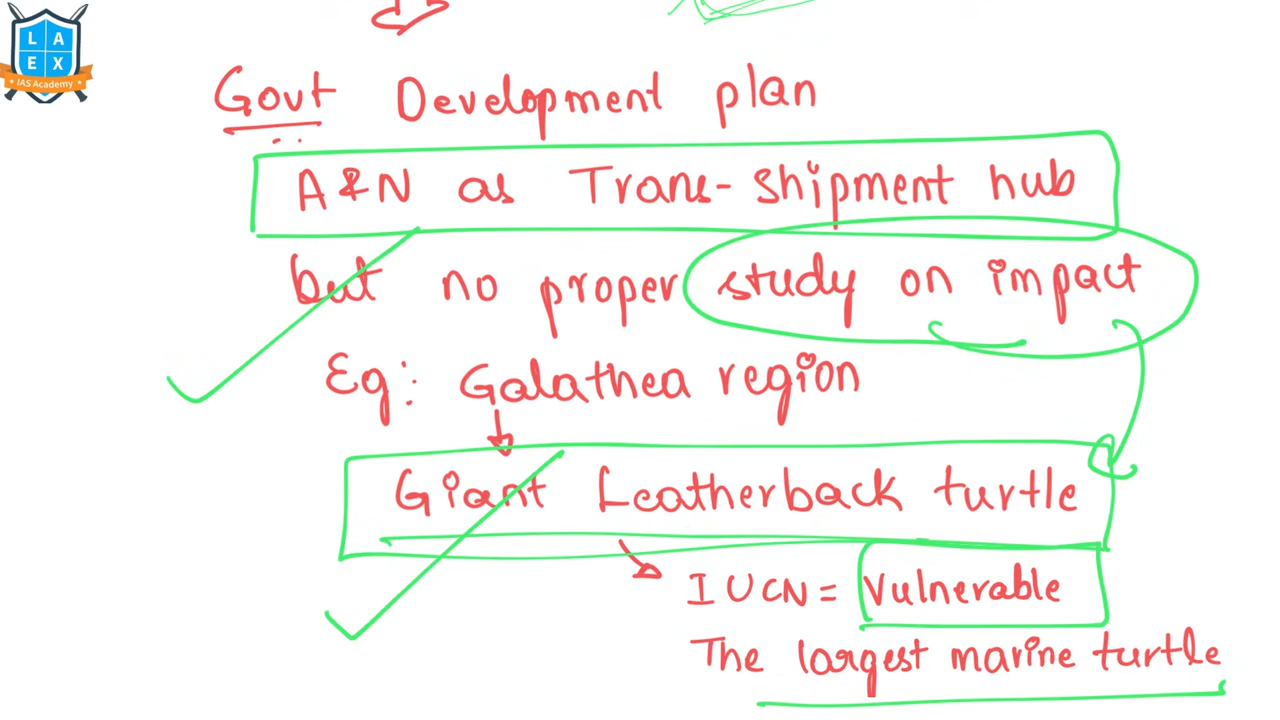 L A
E X
IAS Academy
Govt Development plan
A&N as Trans-shipment hub
but no proper study on impact
Eg: Galathea region
Giant Leatherback turtle
IUCN = Vulnerable
The largest marine turtle